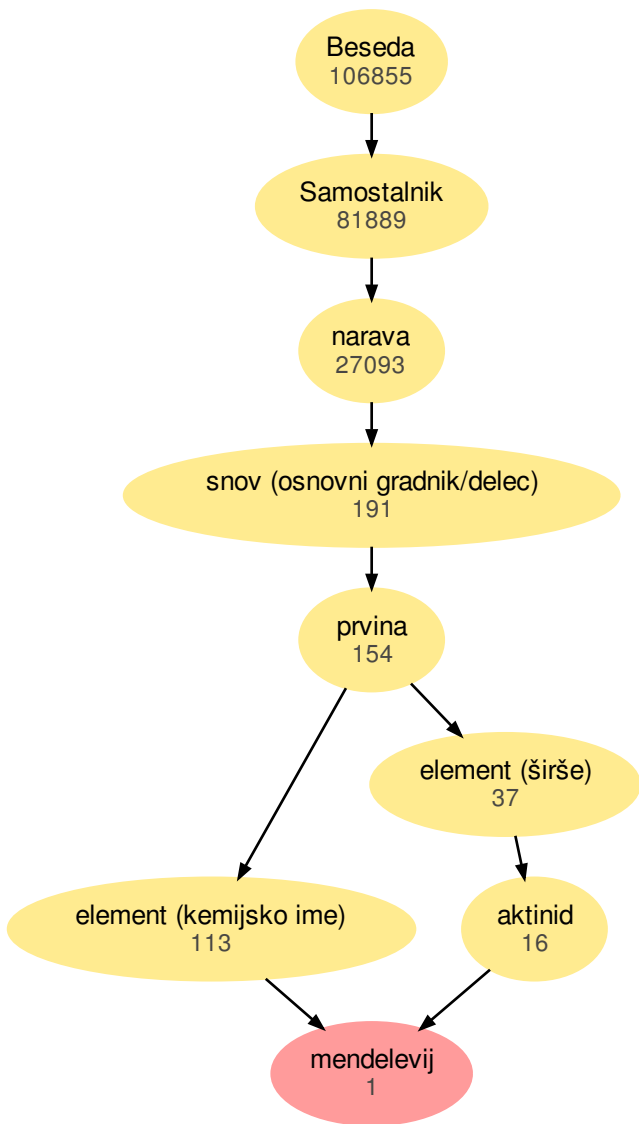 Beseda
106855
Samostalnik
81889
narava
27093
snov (osnovni gradnik/delec)
191
prvina
154
element (širše)
37
element (kemijsko ime)
113
aktinid
16
mendelevij
1